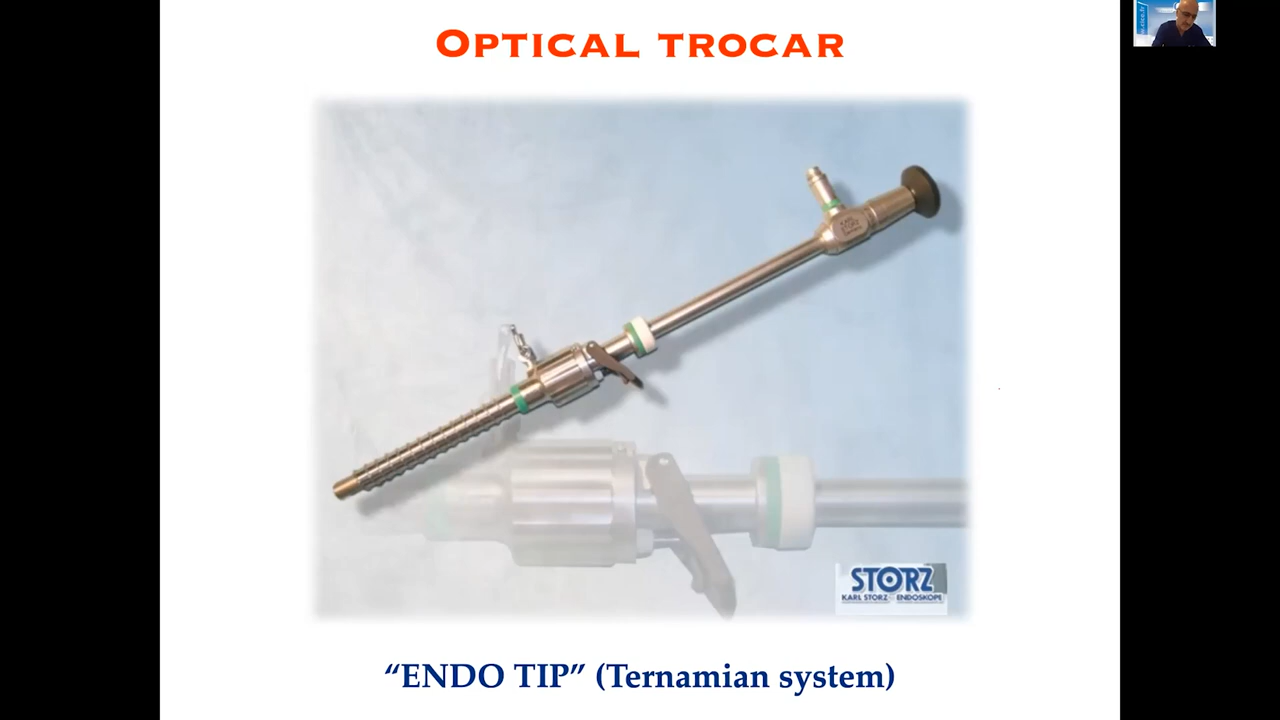 OPTICAL TROCAR
STORZ
KARL STORZ ENDOSKOPE
“ENDO TIP” (Ternamian system)